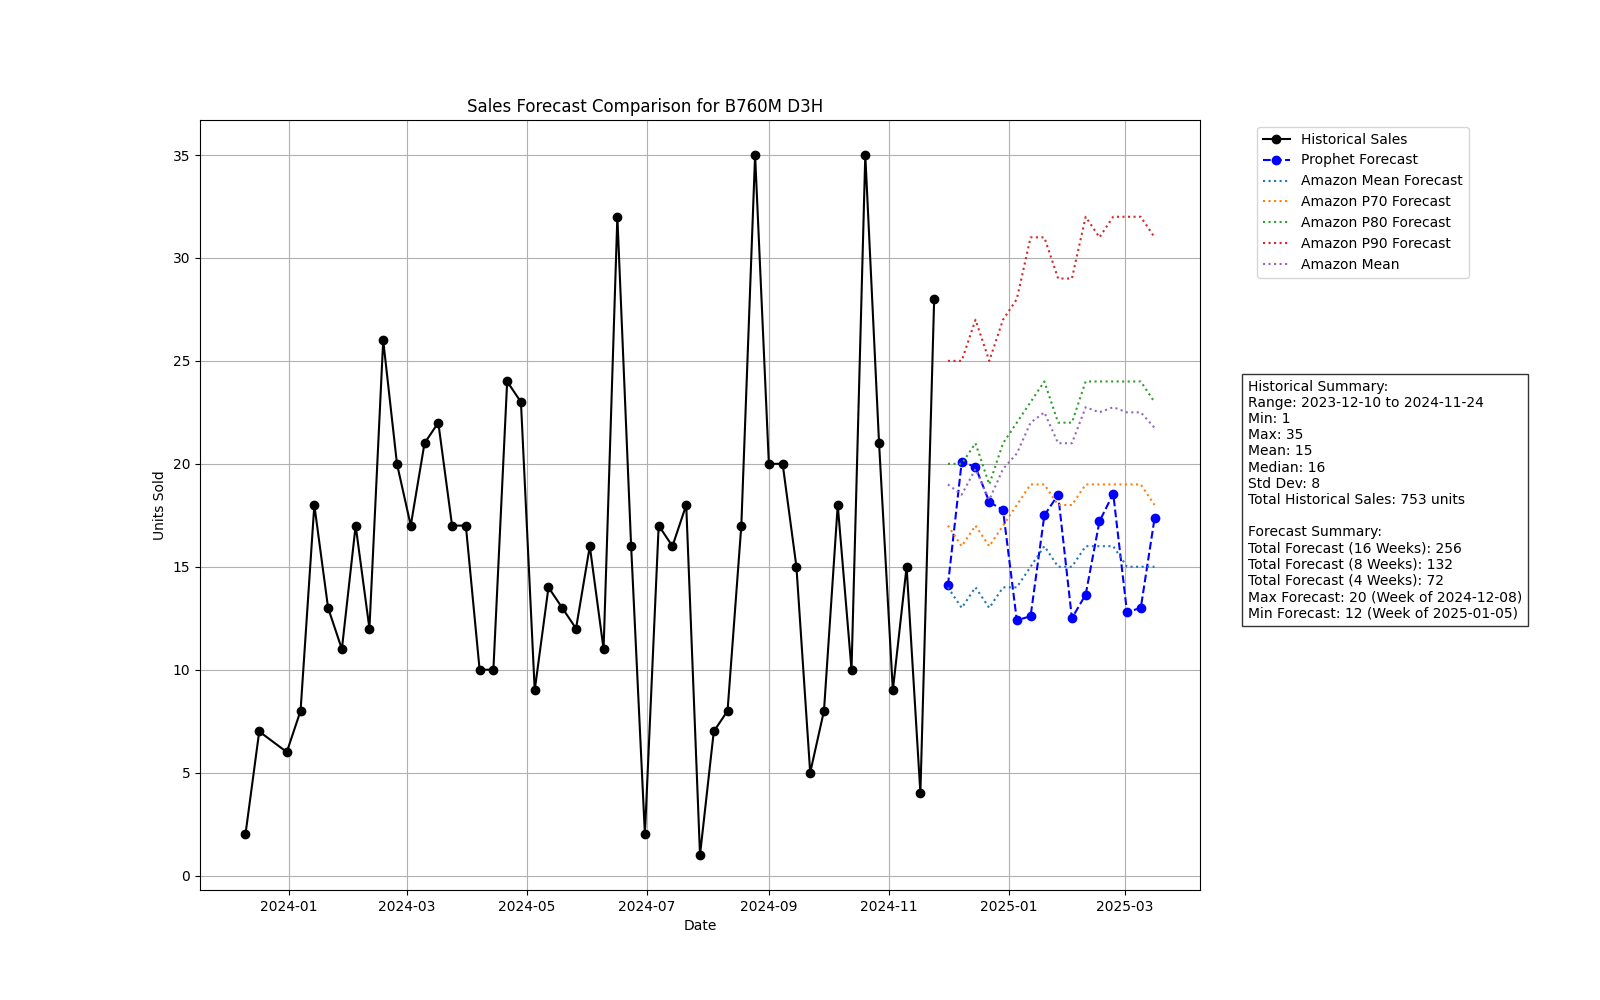 Sales Forecast Comparison for B760M D3H
Units Sold
35
30
25
20
15
10
5
0
2024-01
2024-03
2024-05
2024-07
2024-09
2024-11
2025-01
2025-03
Date
Historical Sales
Prophet Forecast
Amazon Mean Forecast
Amazon P70 Forecast
Amazon P80 Forecast
Amazon P90 Forecast
Amazon Mean
Historical Summary:
Range: 2023-12-10 to 2024-11-24
Min: 1
Max: 35
Mean: 15
Median: 16
Std Dev: 8
Total Historical Sales: 753 units
Forecast Summary:
Total Forecast (16 Weeks): 256
Total Forecast (8 Weeks): 132
Total Forecast (4 Weeks): 72
Max Forecast: 20 (Week of 2024-12-08)
Min Forecast: 12 (Week of 2025-01-05)